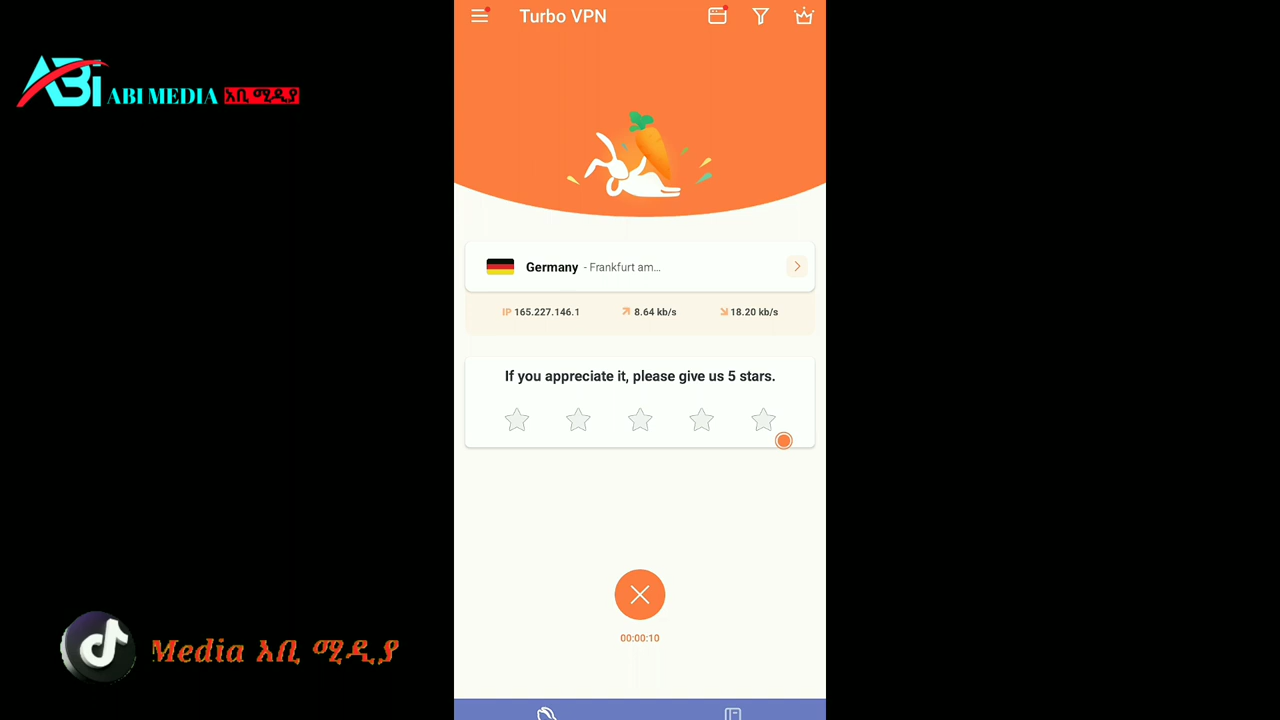 Turbo VPN
ABi ABI MEDIA አቢ ሚዲያ
Germany - Frankfurt am...
IP 165.227.146.1 8.64 kb/s 18.20 kb/s
If you appreciate it, please give us 5 stars.
00:00:10
Media አቢ ሚዲያ